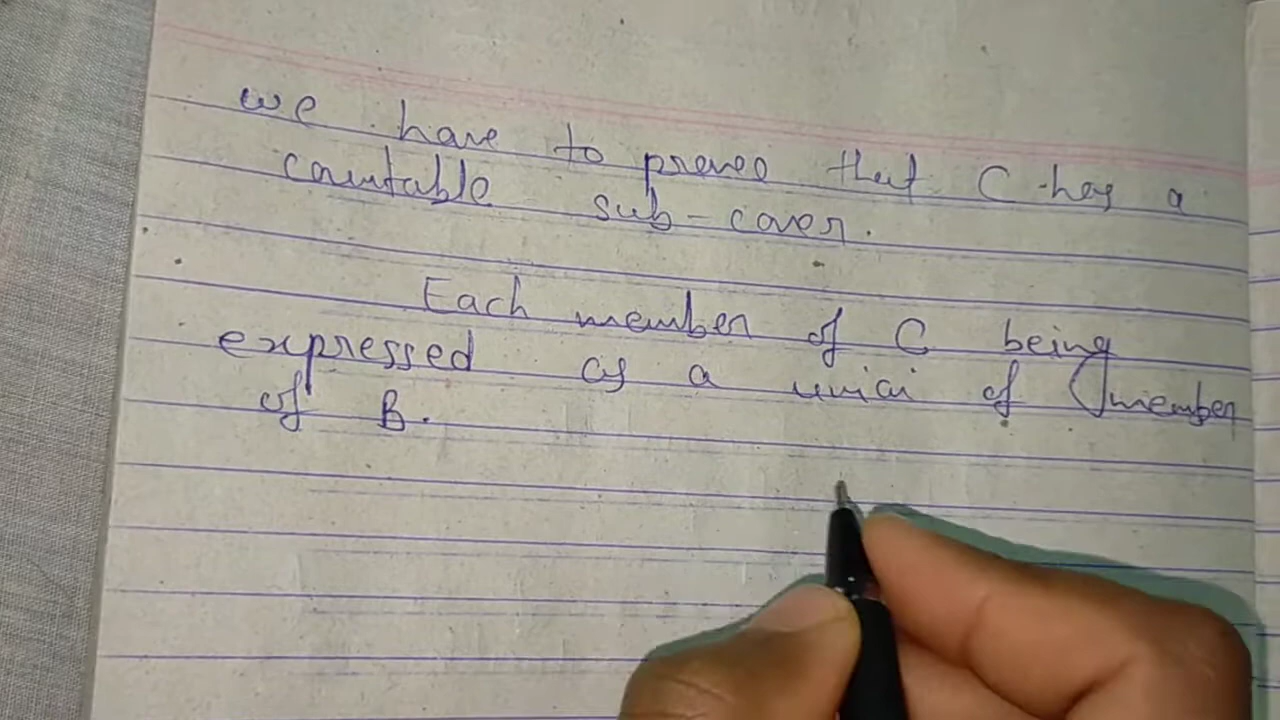 we have to prove that C has a
countable sub-cover.
Each member of C being
expressed as a union of member
of B.